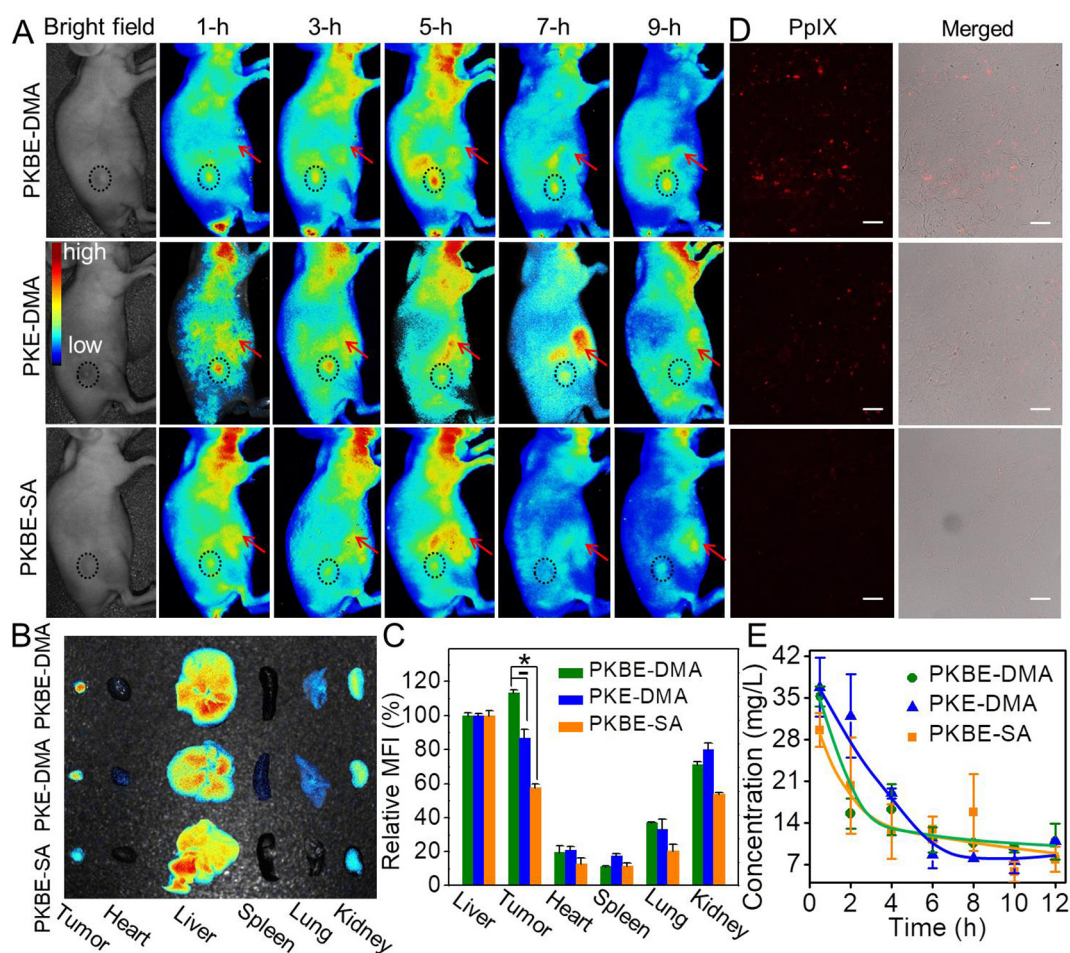 A Bright field 1-h 3-h 5-h 7-h 9-h D PpIX Merged
PKBE-DMA
PKE-DMA
high
low
PKBE-SA
B
PKBE-DMA
PKE-DMA
PKBE-SA
Tumor Heart Liver Spleen Lung Kidney
C
Relative MFI (%)
120
100
80
60
40
20
0
*
-
PKBE-DMA
PKE-DMA
PKBE-SA
Liver Tumor Heart Spleen Lung Kidney
E
Concentration (mg/L)
42
35
28
21
14
7
PKBE-DMA
PKE-DMA
PKBE-SA
0 2 4 6 8 10 12
Time (h)